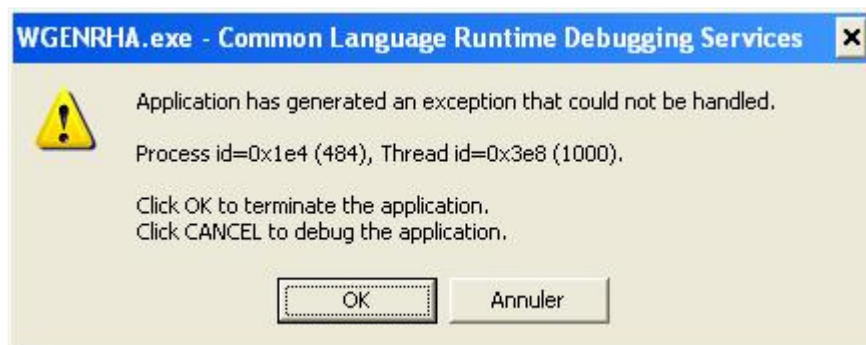 WGENRHA.exe - Common Language Runtime Debugging Services
Application has generated an exception that could not be handled.
Process id=0x1e4 (484), Thread id=0x3e8 (1000).
Click OK to terminate the application.
Click CANCEL to debug the application.
OK
Annuler